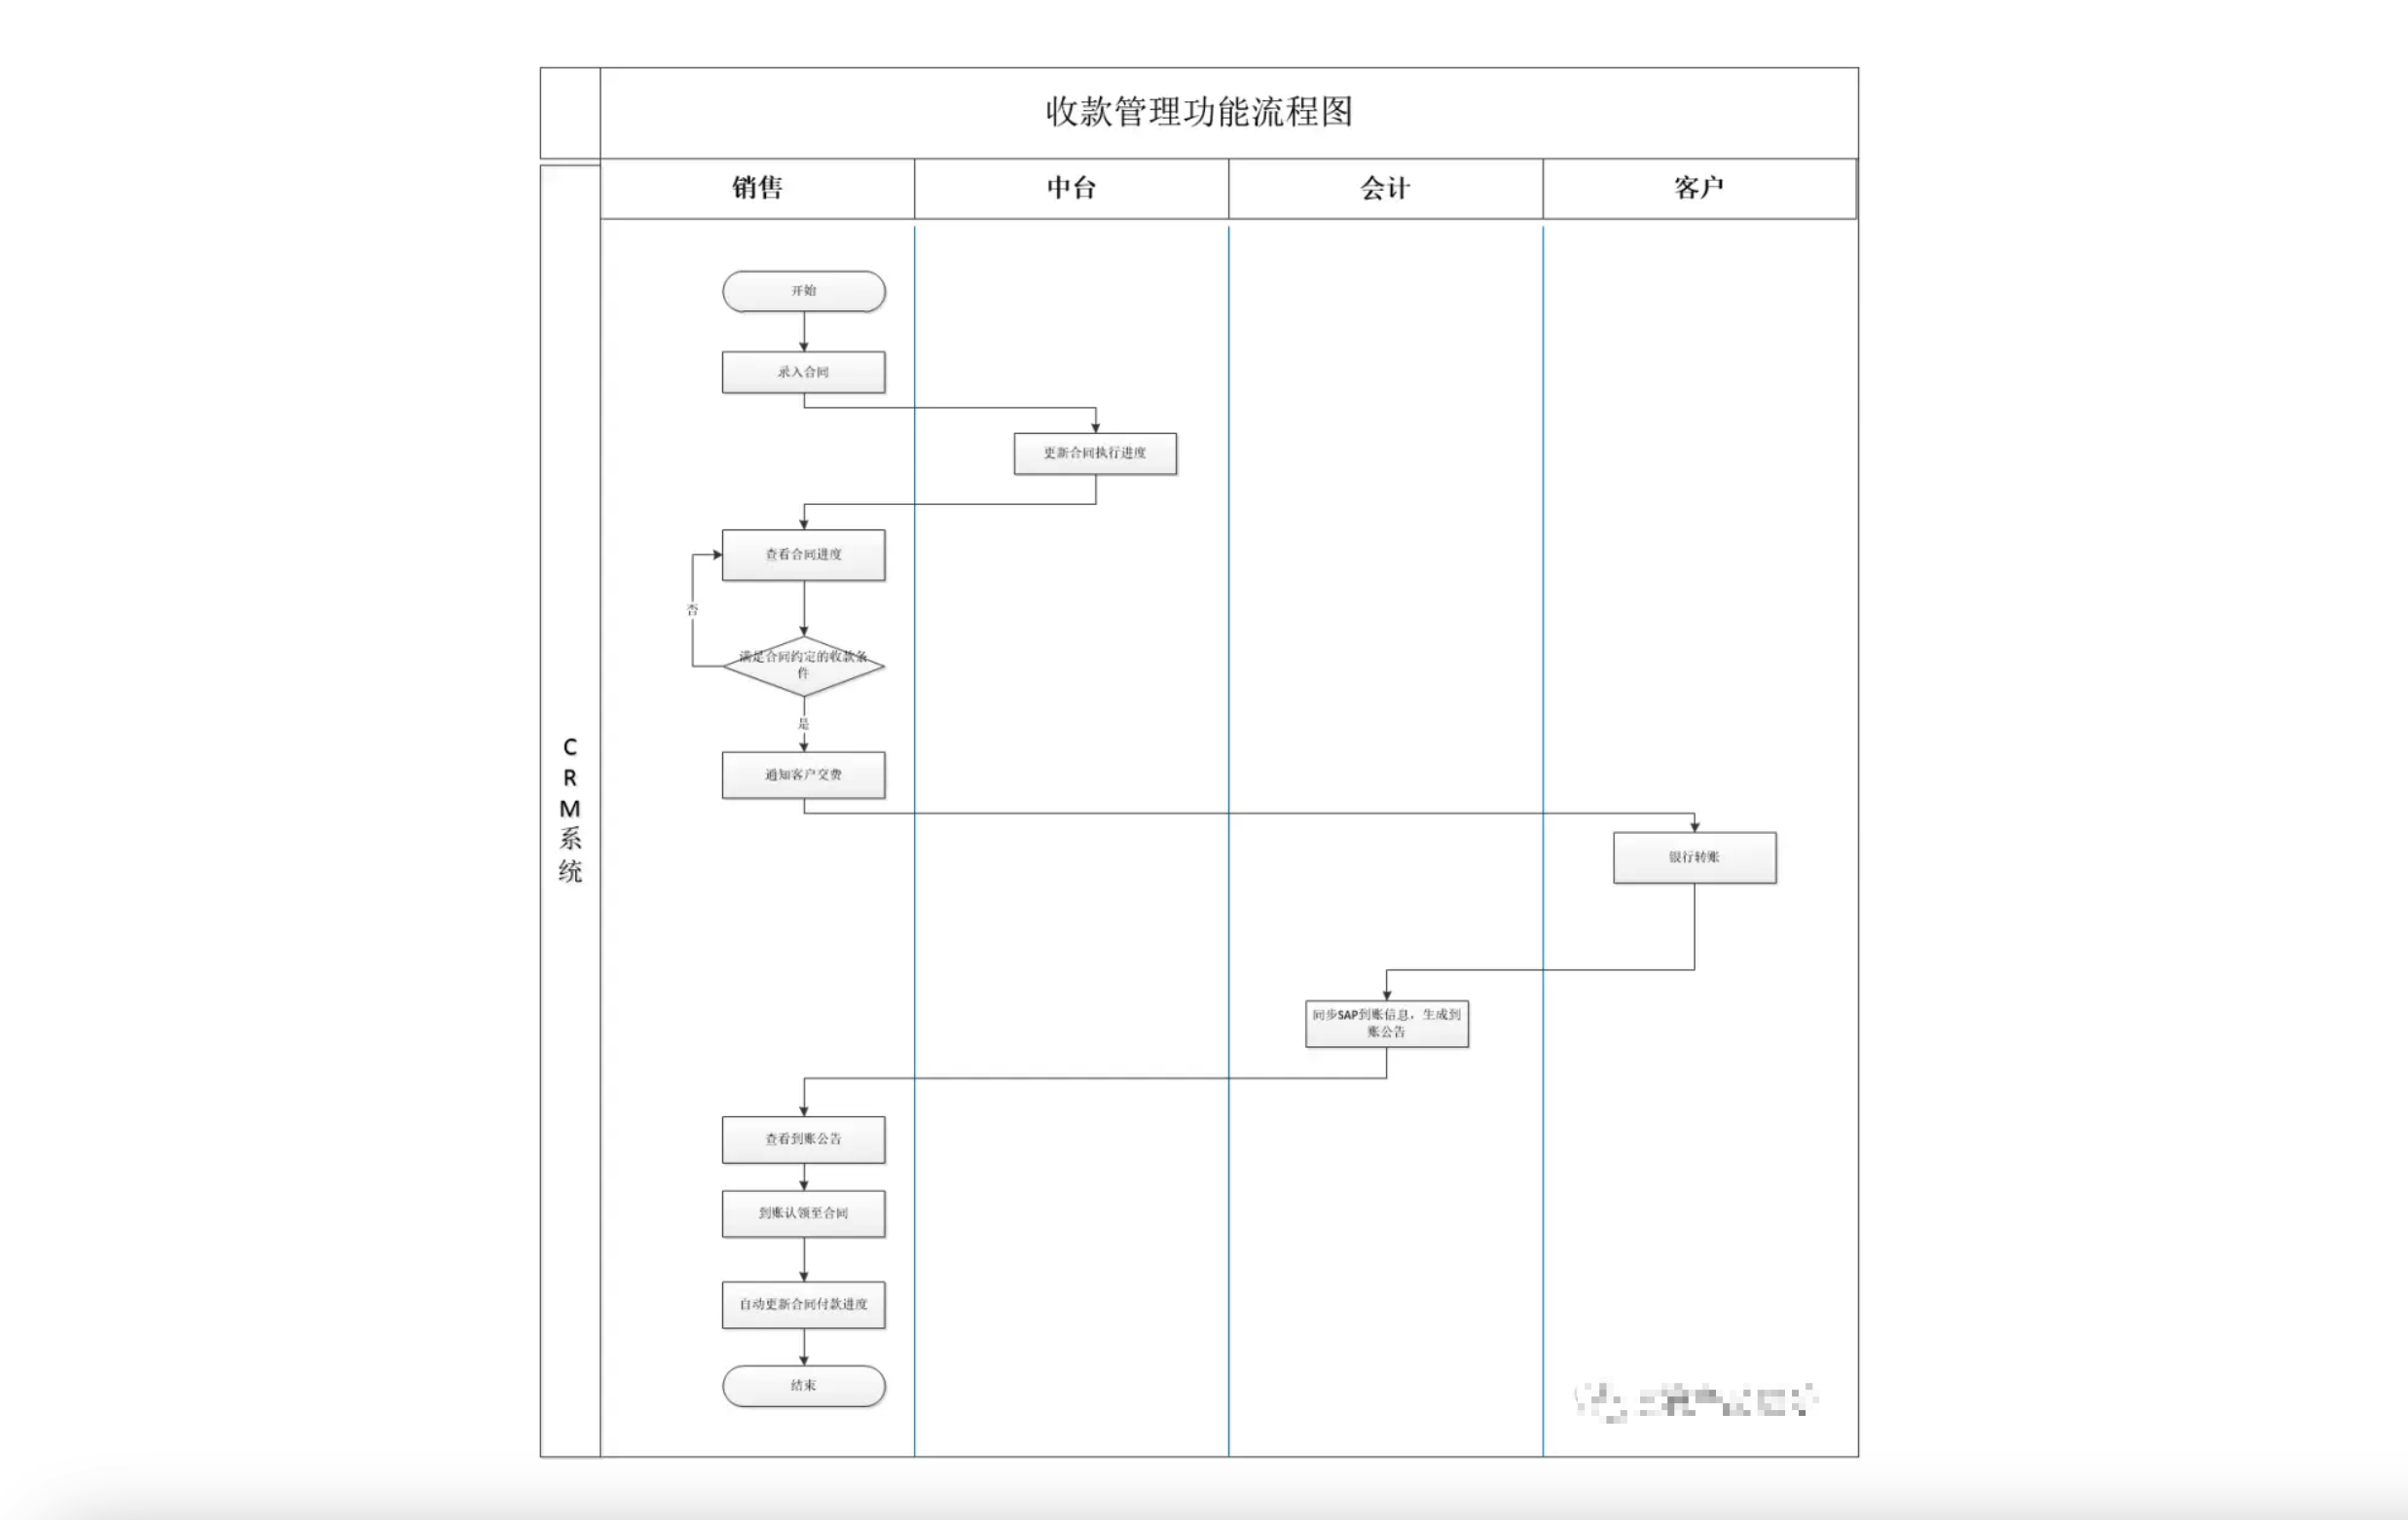 收款管理功能流程图
销售
中台
会计
客户
C
R
M
系
统
开始
录入合同
更新合同执行进度
查看合同进度
否
满足合同约定的收款条
件
是
通知客户交费
银行转账
同步SAP到账信息，生成到
账公告
查看到账公告
到账认领至合同
自动更新合同付款进度
结束